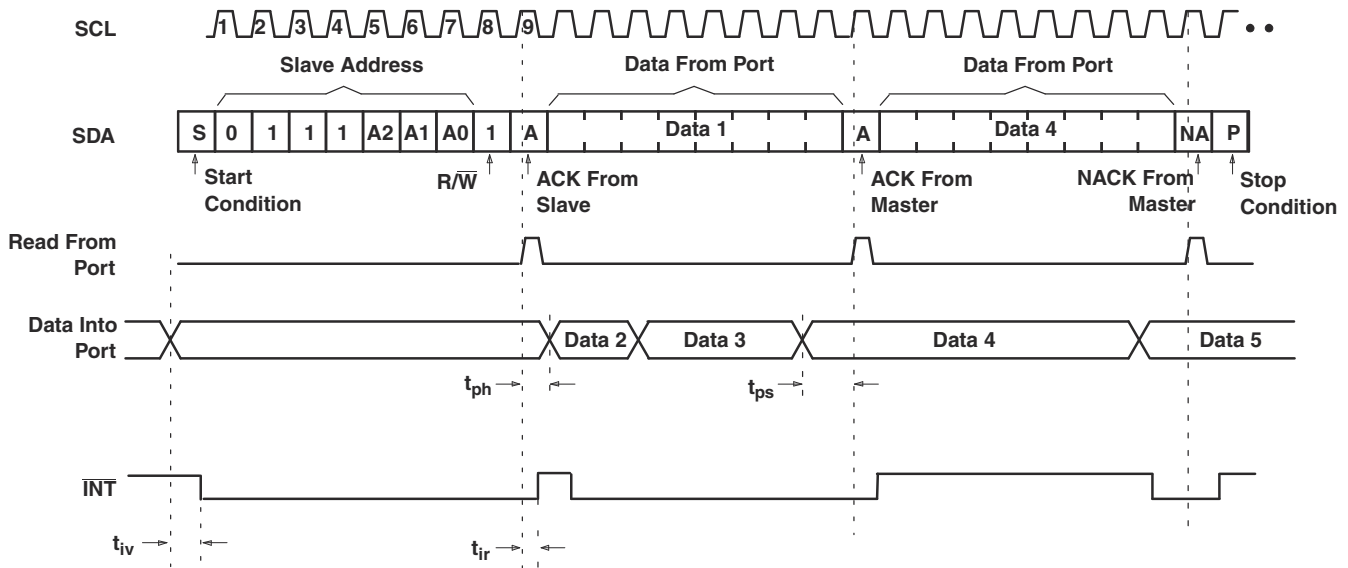 SCL
1 2 3 4 5 6 7 8 9
Slave Address
Data From Port
Data From Port
SDA
S 0 1 1 1 A2 A1 A0 1 A Data 1 A Data 4 NA P
Start
Condition
R/W
ACK From
Slave
ACK From
Master
NACK From
Master
Stop
Condition
Read From
Port
Data Into
Port
Data 2 Data 3 Data 4 Data 5
tph
tps
INT
tiv
tir